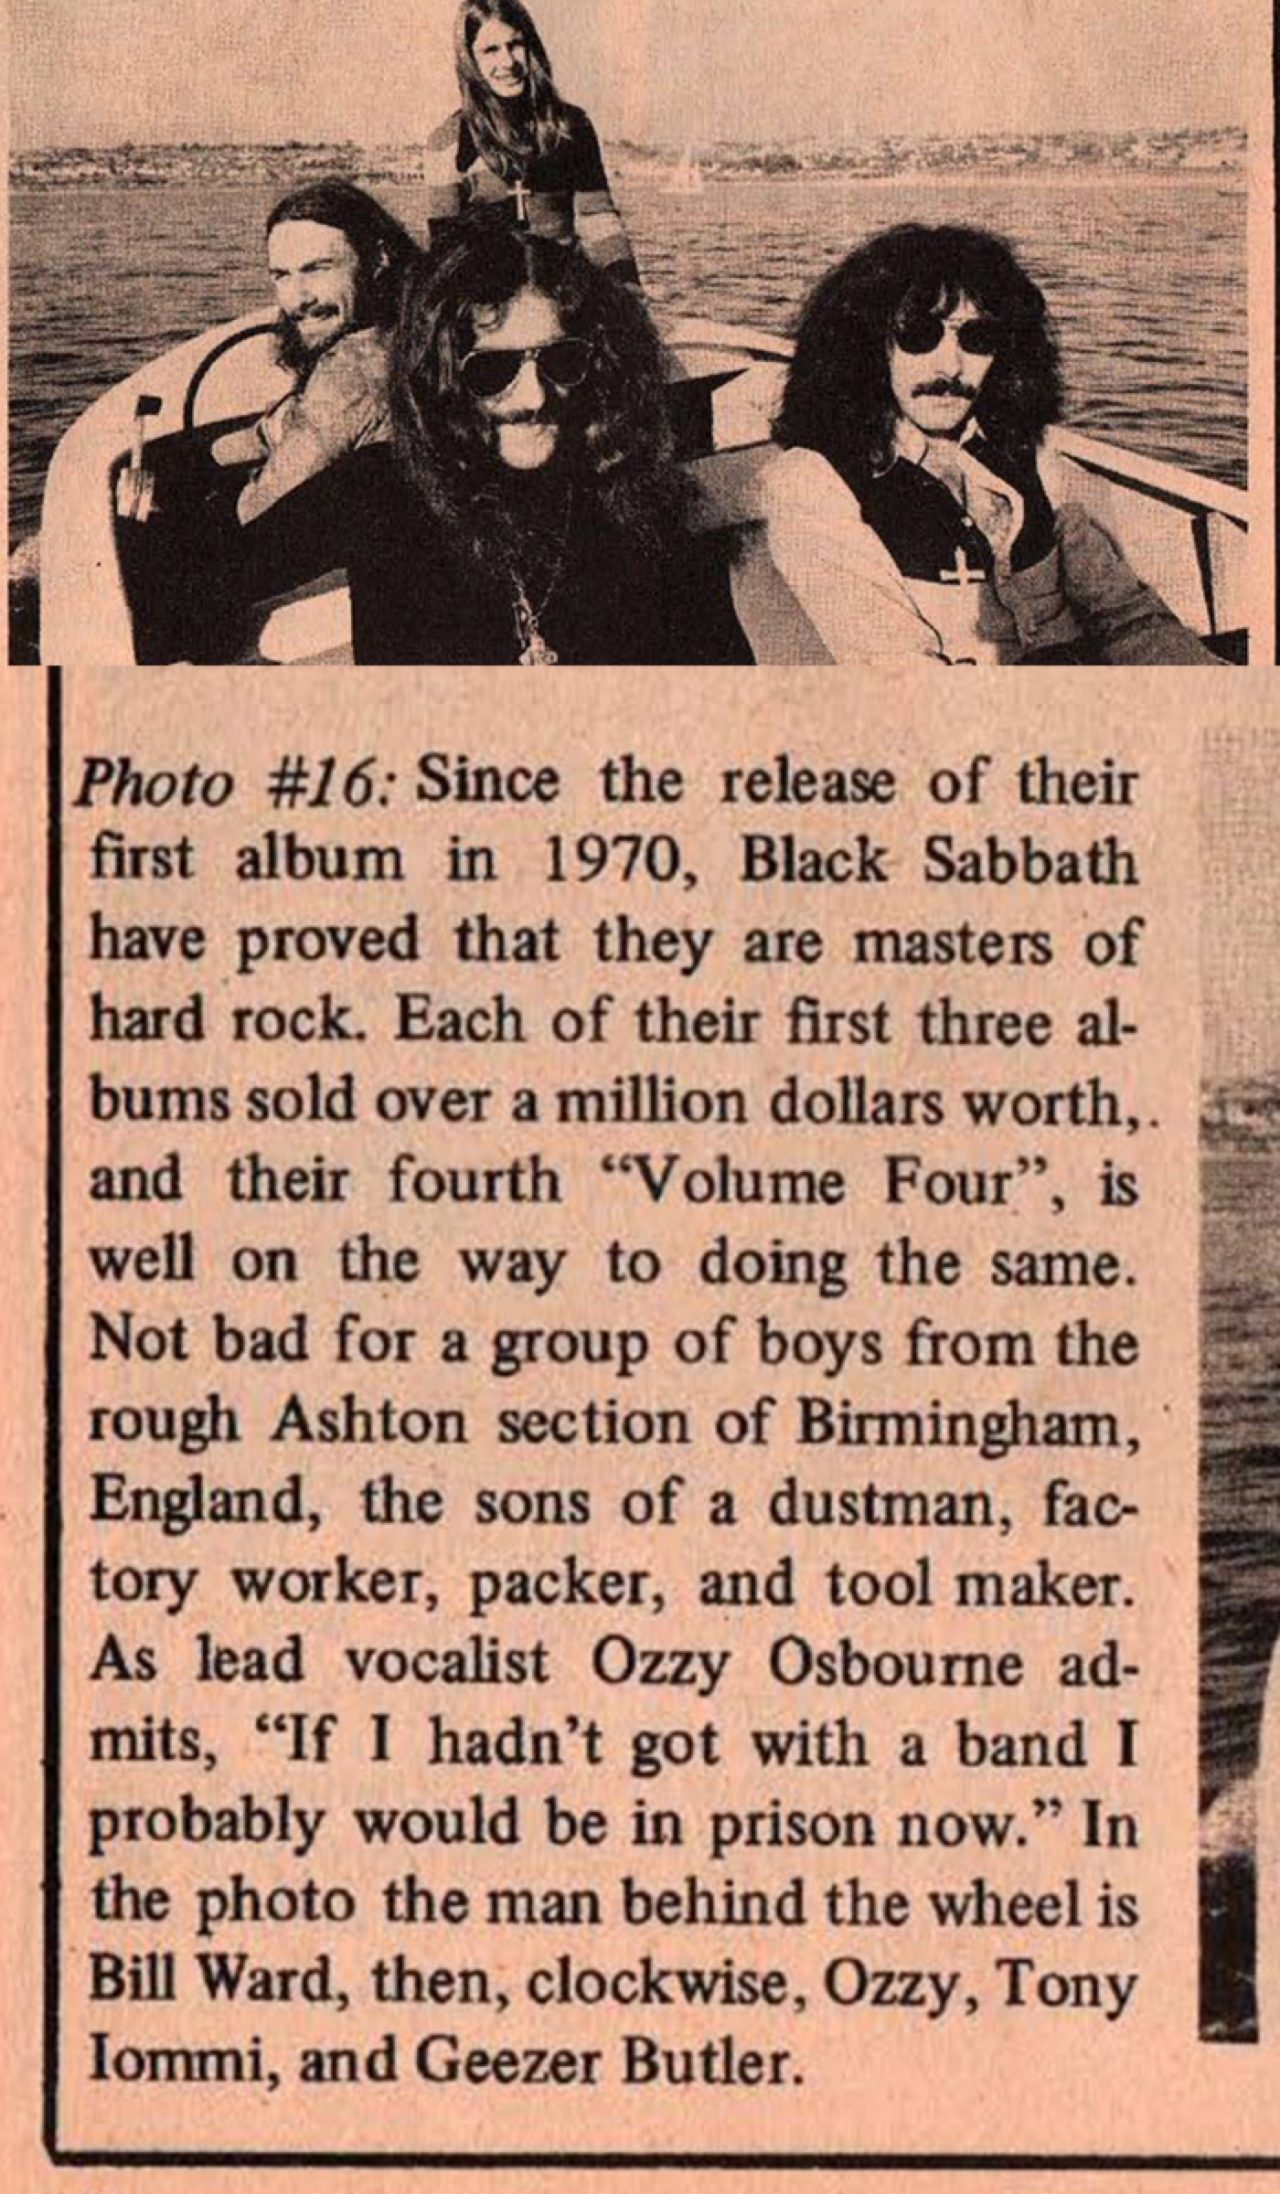 Photo #16: Since the release of their
first album in 1970, Black Sabbath
have proved that they are masters of
hard rock. Each of their first three al-
bums sold over a million dollars worth,.
and their fourth “Volume Four”, is
well on the way to doing the same.
Not bad for a group of boys from the
rough Ashton section of Birmingham,
England, the sons of a dustman, fac-
tory worker, packer, and tool maker.
As lead vocalist Ozzy Osbourne ad-
mits, “If I hadn’t got with a band I
probably would be in prison now.” In
the photo the man behind the wheel is
Bill Ward, then, clockwise, Ozzy, Tony
Iommi, and Geezer Butler.